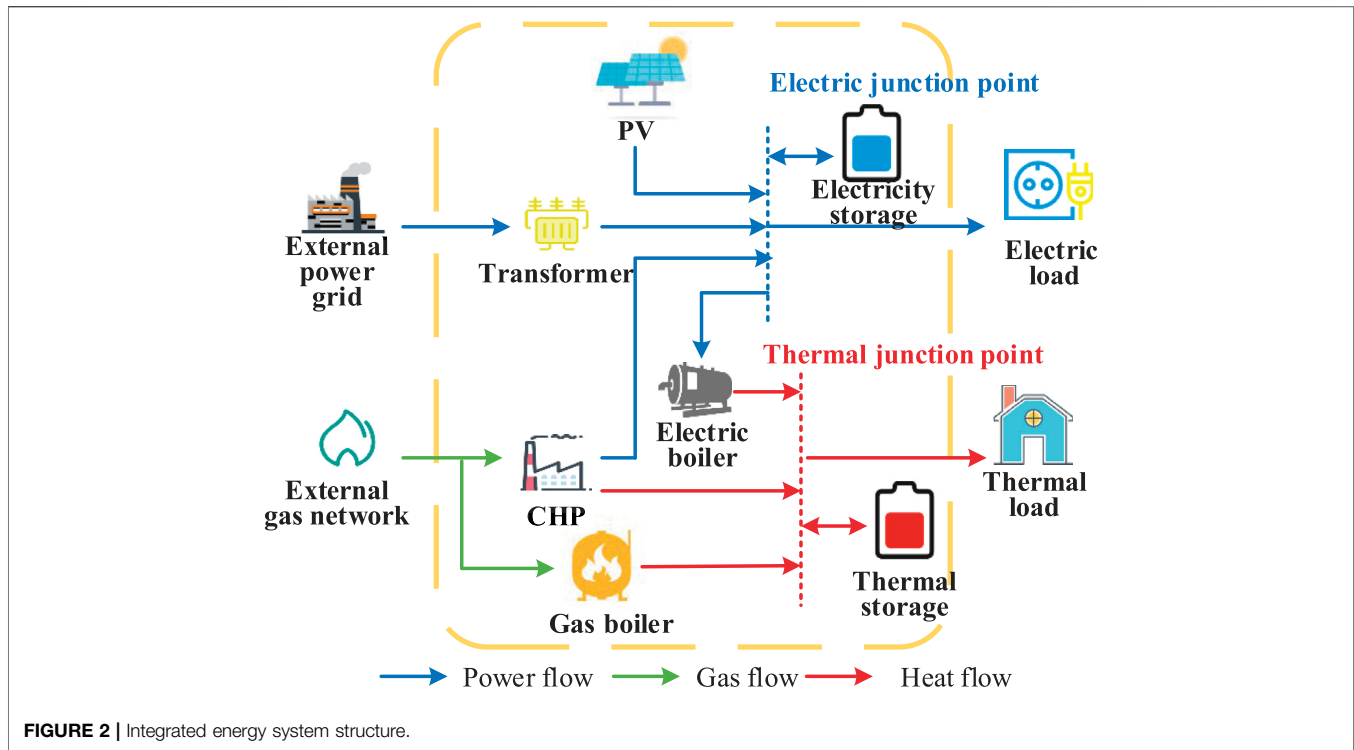 PV
Electric junction point
Electricity
storage
External
power
grid
Transformer
Electric
load
Thermal junction point
Electric
boiler
External
gas network
CHP
Thermal
load
Gas boiler
Thermal
storage
Power flow
Gas flow
Heat flow
FIGURE 2 | Integrated energy system structure.